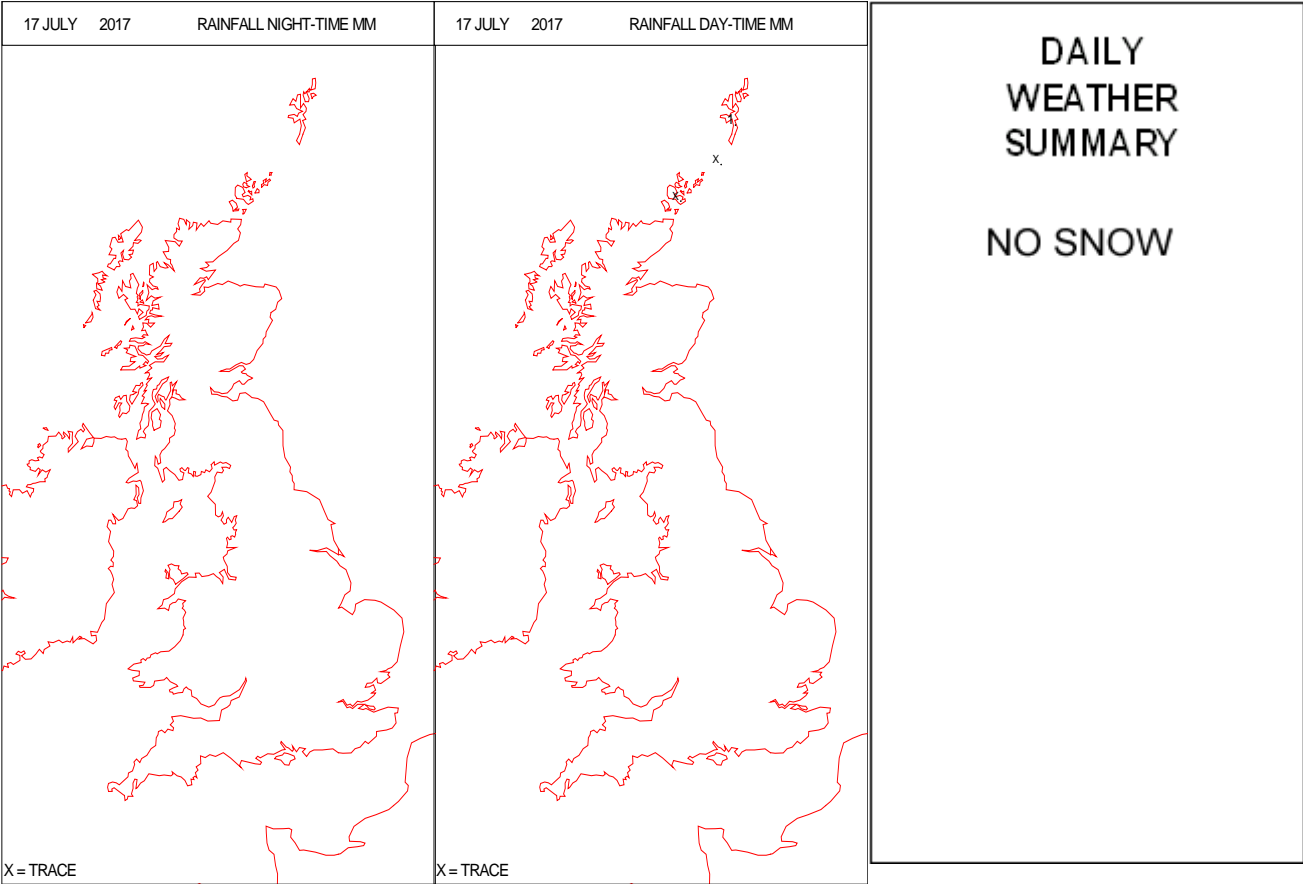 17 JULY 2017 RAINFALL NIGHT-TIME MM
X = TRACE
17 JULY 2017 RAINFALL DAY-TIME MM
X.
X
X = TRACE
DAILY
WEATHER
SUMMARY
NO SNOW